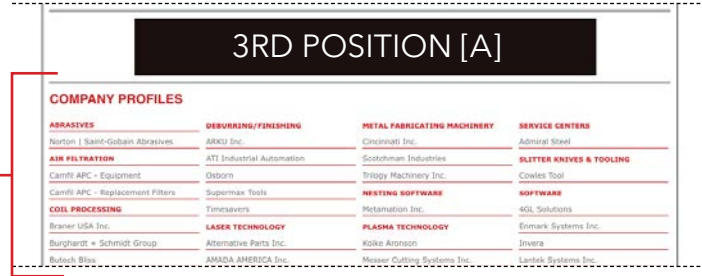 3RD POSITION [A]
COMPANY PROFILES
ABRASIVES
Norton | Saint-Gobain Abrasives
AIR FILTRATION
Camfil APC - Equipment
Camfil APC - Replacement Filters
COIL PROCESSING
Braner USA Inc.
Burghardt + Schmidt Group
Butech Bliss
DEBURRING/FINISHING
ARKU Inc.
ATI Industrial Automation
Osborn
Supermax Tools
Timesavers
LASER TECHNOLOGY
Alternative Parts Inc.
AMADA AMERICA Inc.
METAL FABRICATING MACHINERY
Cincinnati Inc.
Scotchman Industries
Trilogy Machinery Inc.
NESTING SOFTWARE
Metamation Inc.
PLASMA TECHNOLOGY
Koike Aronson
Messer Cutting Systems Inc.
SERVICE CENTERS
Admiral Steel
SLITTER KNIVES & TOOLING
Cowles Tool
SOFTWARE
4GL Solutions
Enmark Systems Inc.
Invera
Lantek Systems Inc.